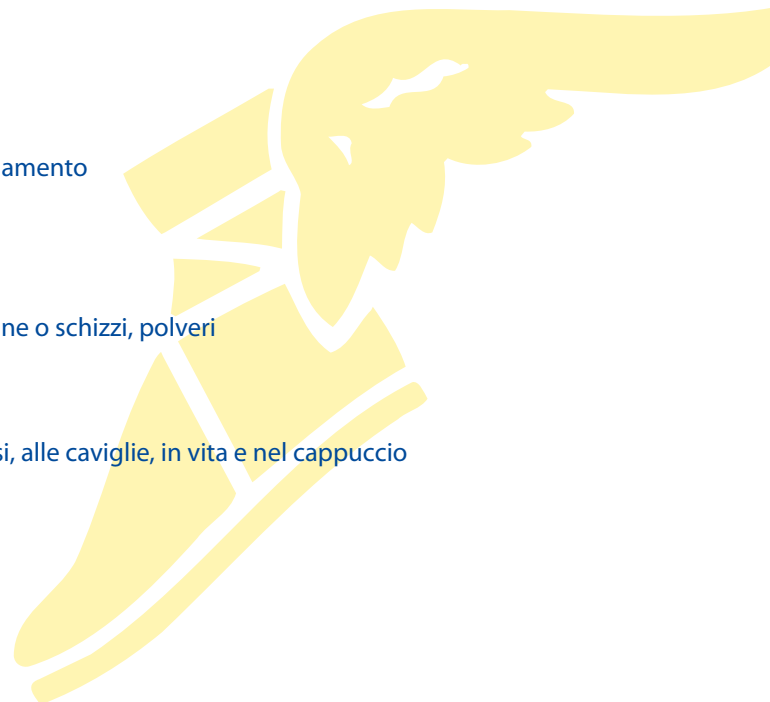 amento
ne o schizzi, polveri
si, alle caviglie, in vita e nel cappuccio